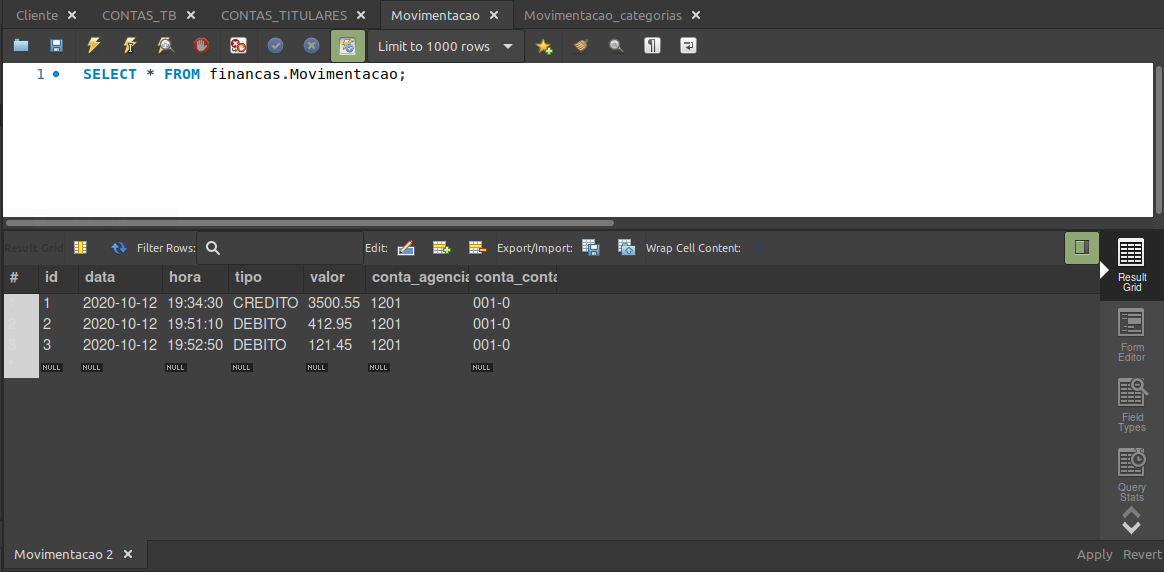 Cliente CONTAS_TB CONTAS_TITULARES Movimentacao Movimentacao_categorias
Limit to 1000 rows
1 SELECT * FROM financas.Movimentacao;
Result Grid Filter Rows: Edit: Export/Import: Wrap Cell Content:
# id data hora tipo valor conta_agencia conta_conta
1 2020-10-12 19:34:30 CREDITO 3500.55 1201 001-0
2 2 2020-10-12 19:51:10 DEBITO 412.95 1201 001-0
3 3 2020-10-12 19:52:50 DEBITO 121.45 1201 001-0
NULL NULL NULL NULL NULL NULL NULL
Result
Grid
Form
Editor
Field
Types
Query
Stats
Movimentacao 2 Apply Revert